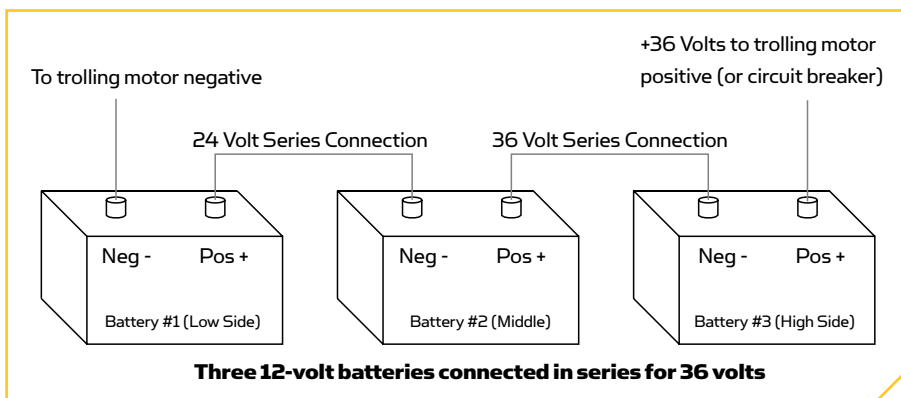 +36 Volts to trolling motor
positive (or circuit breaker)
To trolling motor negative
24 Volt Series Connection
36 Volt Series Connection
Neg -
Pos +
Battery #1 (Low Side)
Neg -
Pos +
Battery #2 (Middle)
Neg -
Pos +
Battery #3 (High Side)
Three 12-volt batteries connected in series for 36 volts